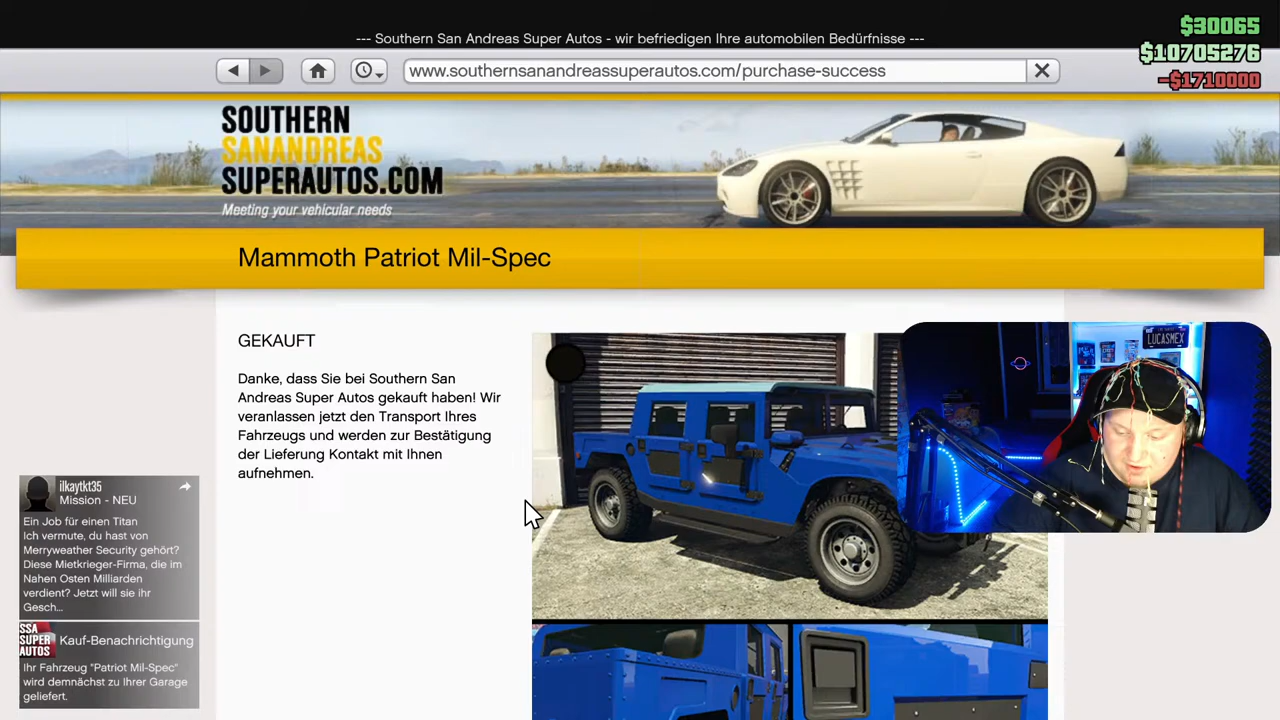 --- Southern San Andreas Super Autos - wir befriedigen Ihre automobilen Bedürfnisse ---
$30065
$10705276
-$1710000
www.southernsanandreassuperautos.com/purchase-success
SOUTHERN
SANANDREAS
SUPERAUTOS.COM
Meeting your vehicular needs
Mammoth Patriot Mil-Spec
GEKAUFT
Danke, dass Sie bei Southern San
Andreas Super Autos gekauft haben! Wir
veranlassen jetzt den Transport Ihres
Fahrzeugs und werden zur Bestätigung
der Lieferung Kontakt mit Ihnen
aufnehmen.
LUCASMEX
ilkaytkt35
Mission - NEU
Ein Job für einen Titan
Ich vermute, du hast von
Merryweather Security gehört?
Diese Mietkrieger-Firma, die im
Nahen Osten Milliarden
verdient? Jetzt will sie ihr
Gesch...
SSA
SUPER
AUTOS
Kauf-Benachrichtigung
Ihr Fahrzeug "Patriot Mil-Spec"
wird demnächst zu Ihrer Garage
geliefert.